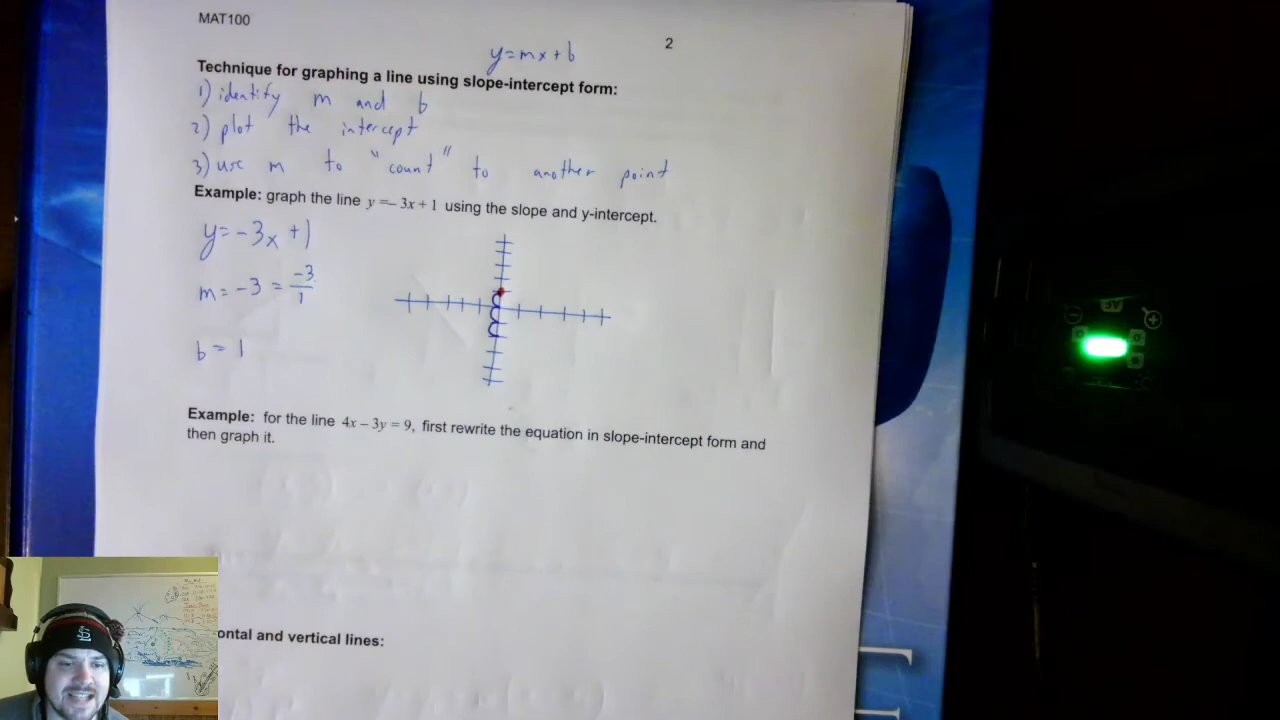 MAT100
2
y=mx+b
Technique for graphing a line using slope-intercept form:
1) identify m and b
2) plot the intercept
3) use m to "count" to another point
Example: graph the line y =– 3x + 1 using the slope and y-intercept.
y=-3x +1
m= -3 = -3/1
b = 1
Example: for the line 4x – 3y = 9, first rewrite the equation in slope-intercept form and
then graph it.
ontal and vertical lines:
AF